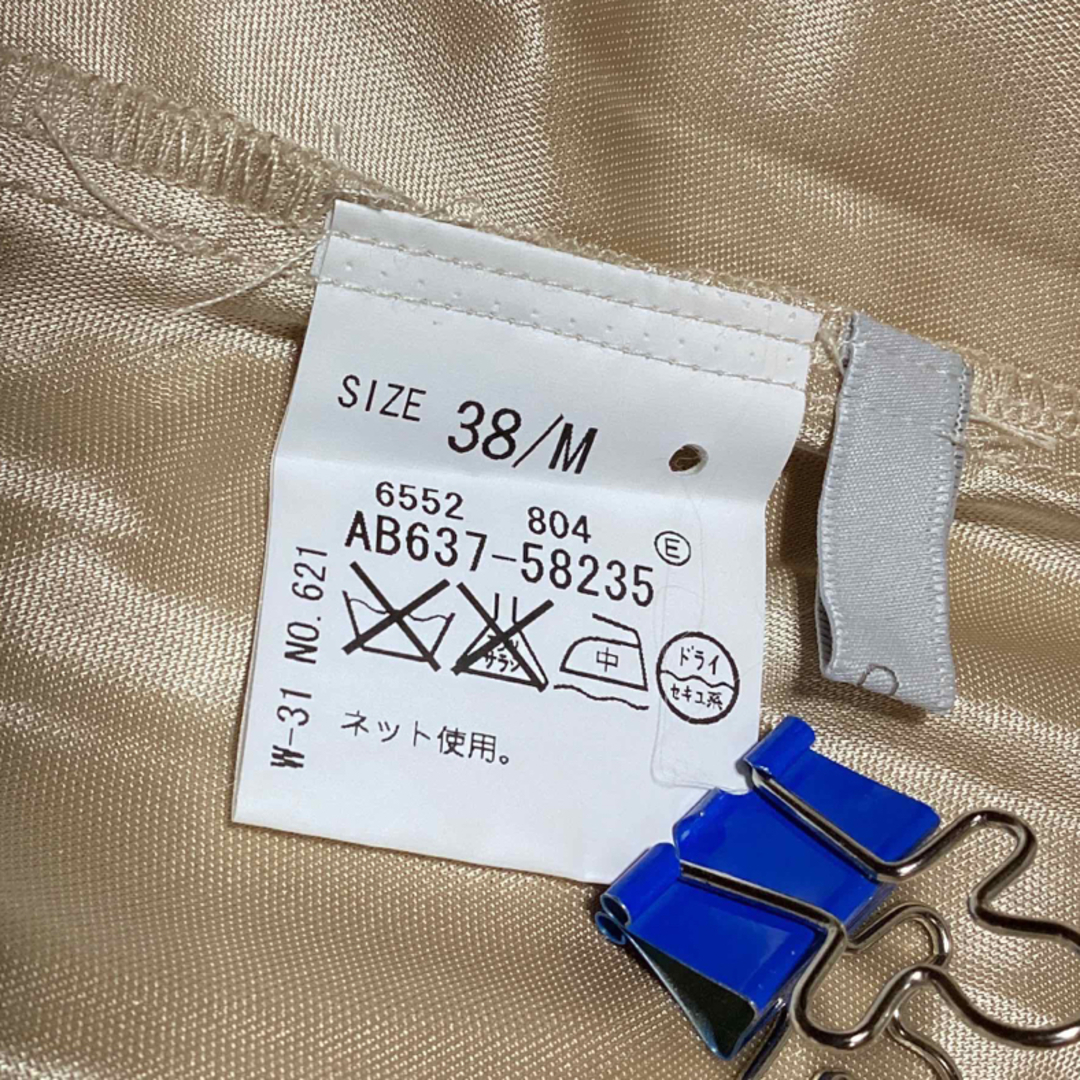 SIZE 38/M
6552 804
AB637-58235 E
サラシ
中
ドライ
セキユ系
ネット使用。
W-31 NO.621